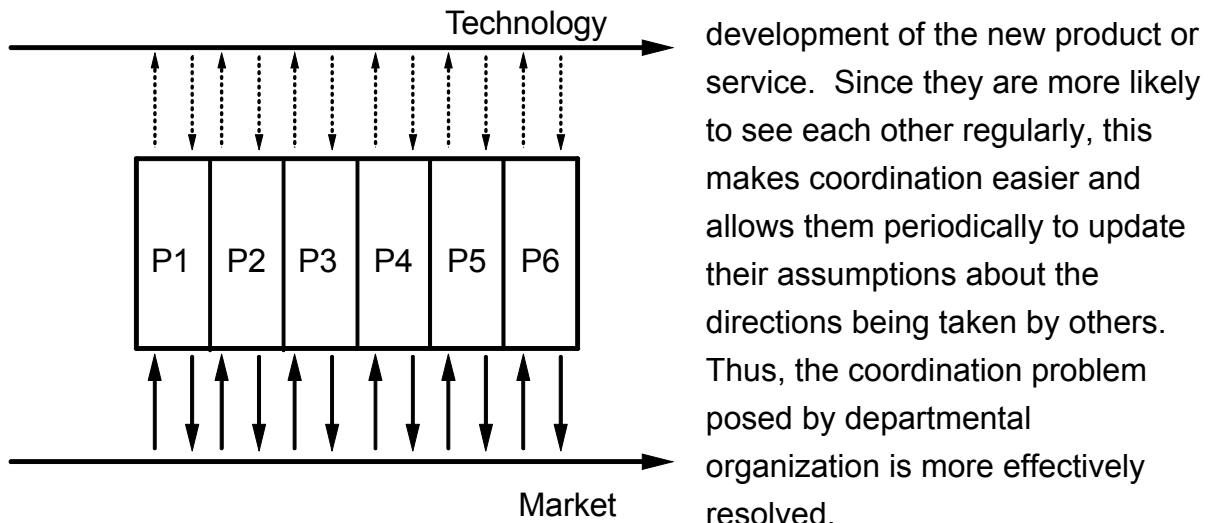 Technology
P1 P2 P3 P4 P5 P6
Market
development of the new product or
service. Since they are more likely
to see each other regularly, this
makes coordination easier and
allows them periodically to update
their assumptions about the
directions being taken by others.
Thus, the coordination problem
posed by departmental
organization is more effectively
resolved.